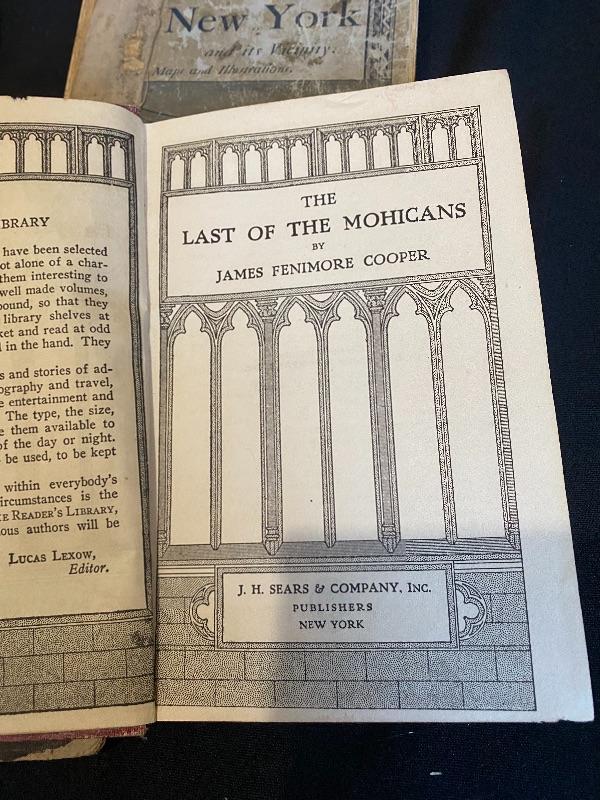 New York
and its Vicinity.
Maps and Illustrations.
IBRARY
have been selected
ot alone of a char-
them interesting to
well made volumes,
ound, so that they
library shelves at
ket and read at odd
l in the hand. They
s and stories of ad-
ography and travel,
e entertainment and
The type, the size,
e them available to
of the day or night.
be used, to be kept
within everybody's
ircumstances is the
E READER'S LIBRARY,
ious authors will be
LUCAS LEXOW,
Editor.
THE
LAST OF THE MOHICANS
BY
JAMES FENIMORE COOPER
J. H. SEARS & COMPANY, INC.
PUBLISHERS
NEW YORK